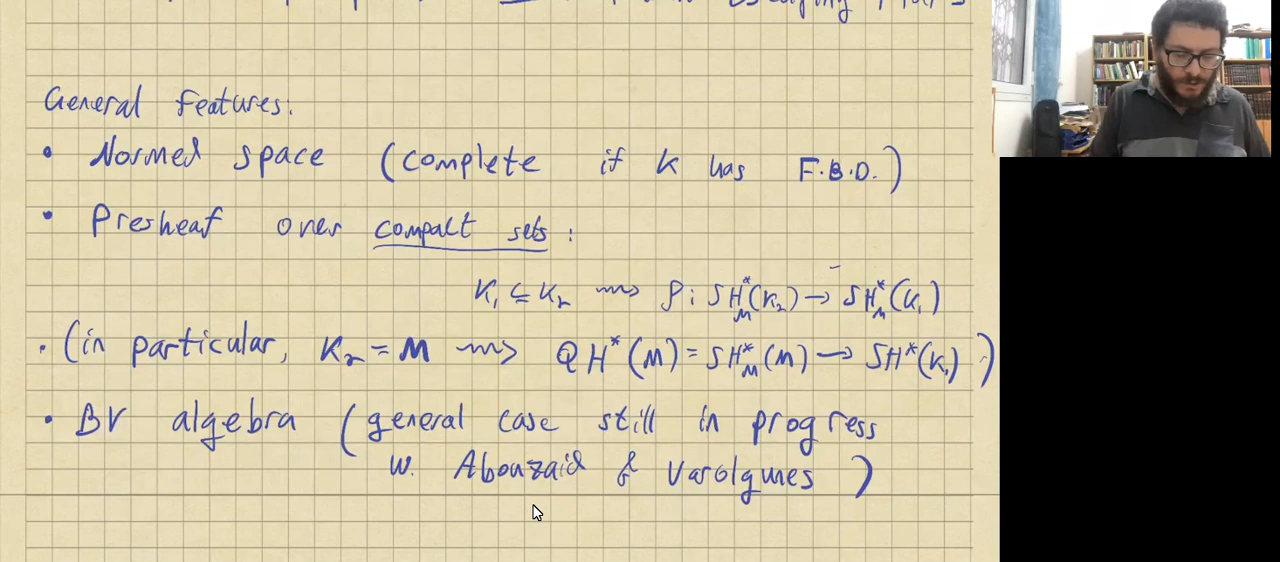 General Features:
• Normed space (complete if K has F.B.D.)
• Presheaf over compact sets :
K₁ ⊆ K₂ ⇝ ρ : SH*_M(K₂) → SH*_M(K₁)
• (in particular, K₂ = M ⇝ QH*(M) = SH*_M(M) → SH*(K₁) )
• BV algebra (general case still in progress
w. Abouzaid & Varolgunes )